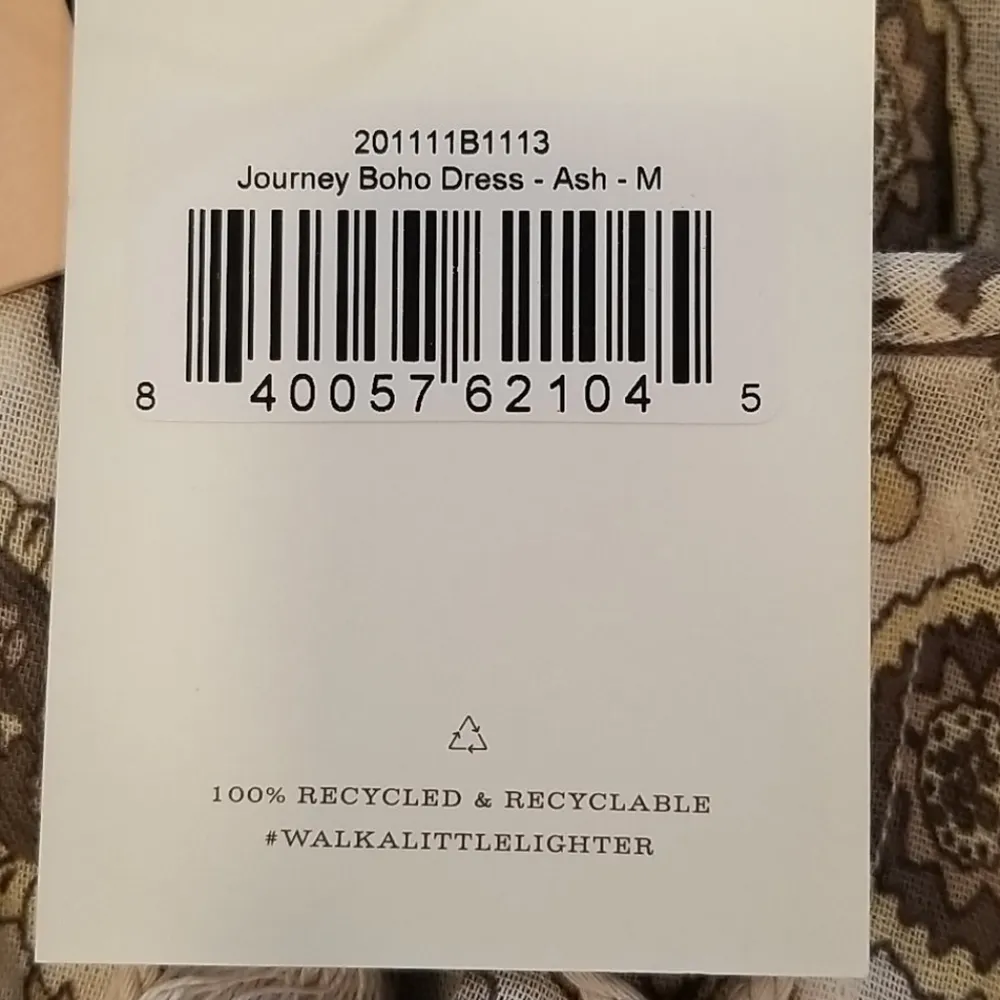 201111B1113
Journey Boho Dress - Ash - M
8 40057 62104 5
100% RECYCLED & RECYCLABLE
#WALKALITTLELIGHTER